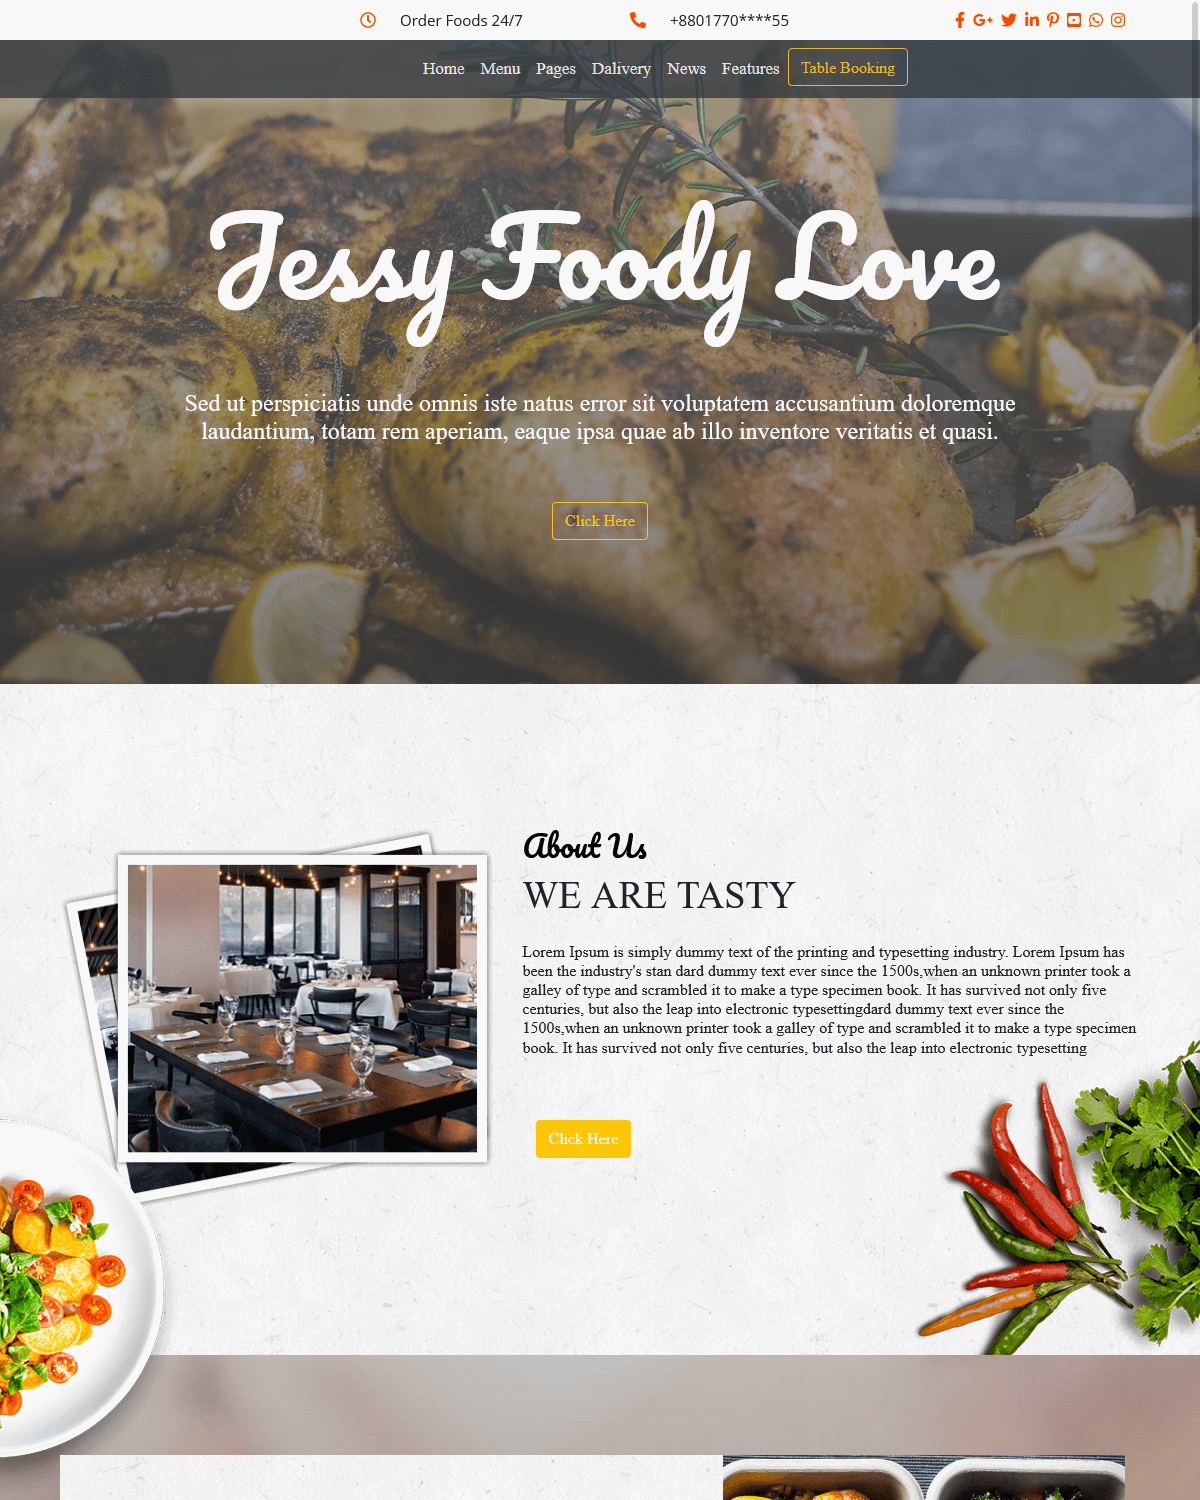 Order Foods 24/7
+8801770****55
Home Menu Pages Dalivery News Features Table Booking
Jessy Foody Love
Sed ut perspiciatis unde omnis iste natus error sit voluptatem accusantium doloremque
laudantium, totam rem aperiam, eaque ipsa quae ab illo inventore veritatis et quasi.
Click Here
About Us
WE ARE TASTY
Lorem Ipsum is simply dummy text of the printing and typesetting industry. Lorem Ipsum has
been the industry's stan dard dummy text ever since the 1500s,when an unknown printer took a
galley of type and scrambled it to make a type specimen book. It has survived not only five
centuries, but also the leap into electronic typesettingdard dummy text ever since the
1500s,when an unknown printer took a galley of type and scrambled it to make a type specimen
book. It has survived not only five centuries, but also the leap into electronic typesetting
Click Here